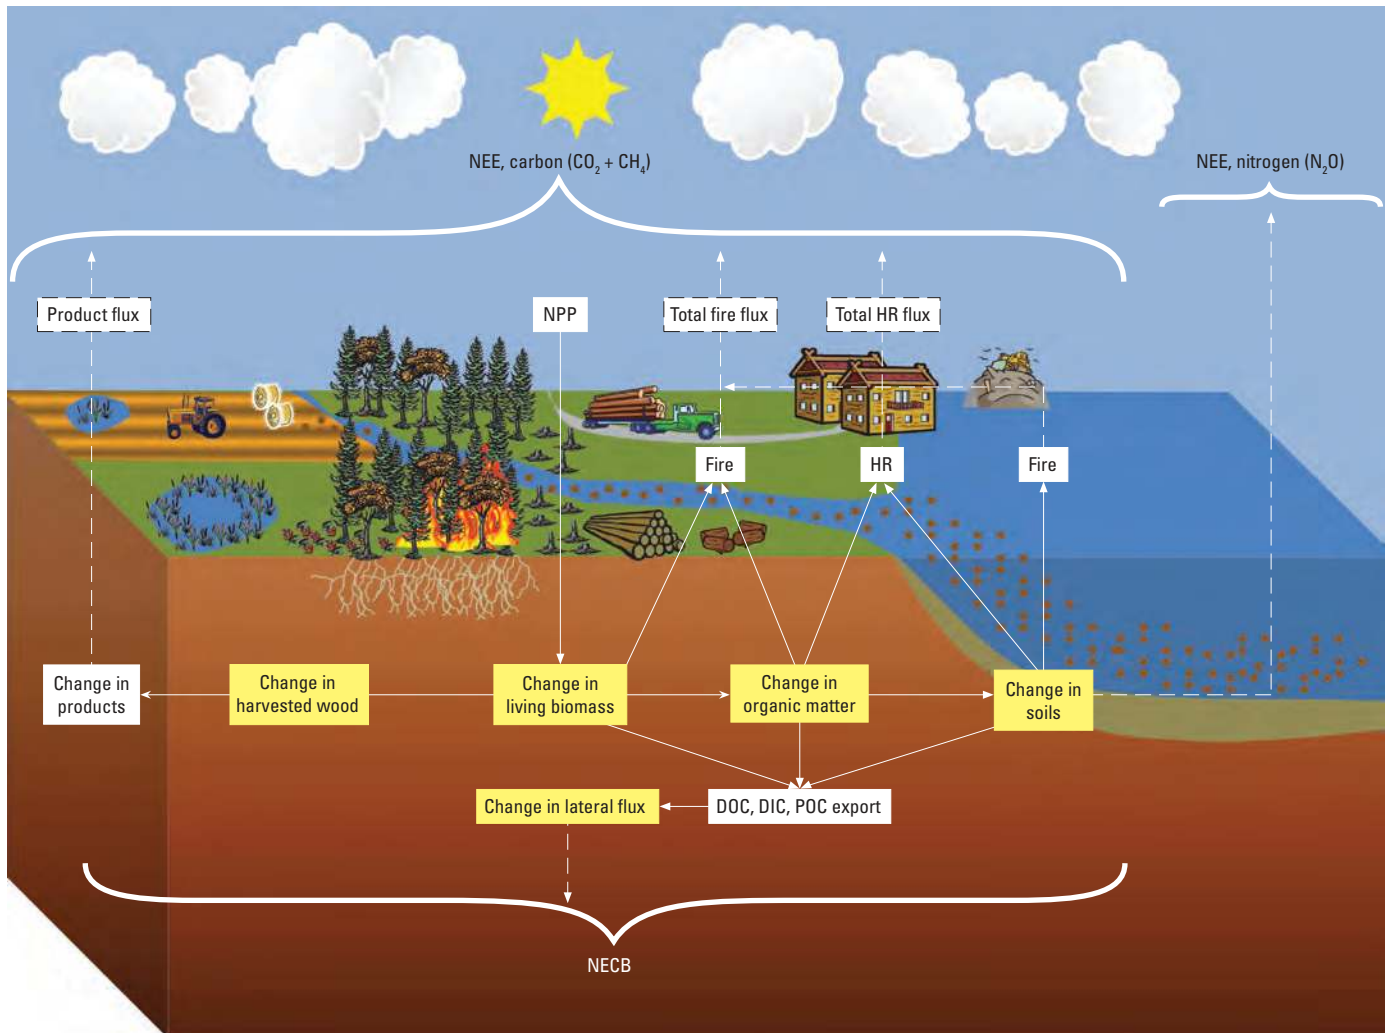 NEE, carbon (CO₂ + CH₄)
NEE, nitrogen (N₂O)
Product flux
NPP
Total fire flux
Total HR flux
Fire
HR
Fire
Change in
products
Change in
harvested wood
Change in
living biomass
Change in
organic matter
Change in
soils
Change in lateral flux
DOC, DIC, POC export
NECB